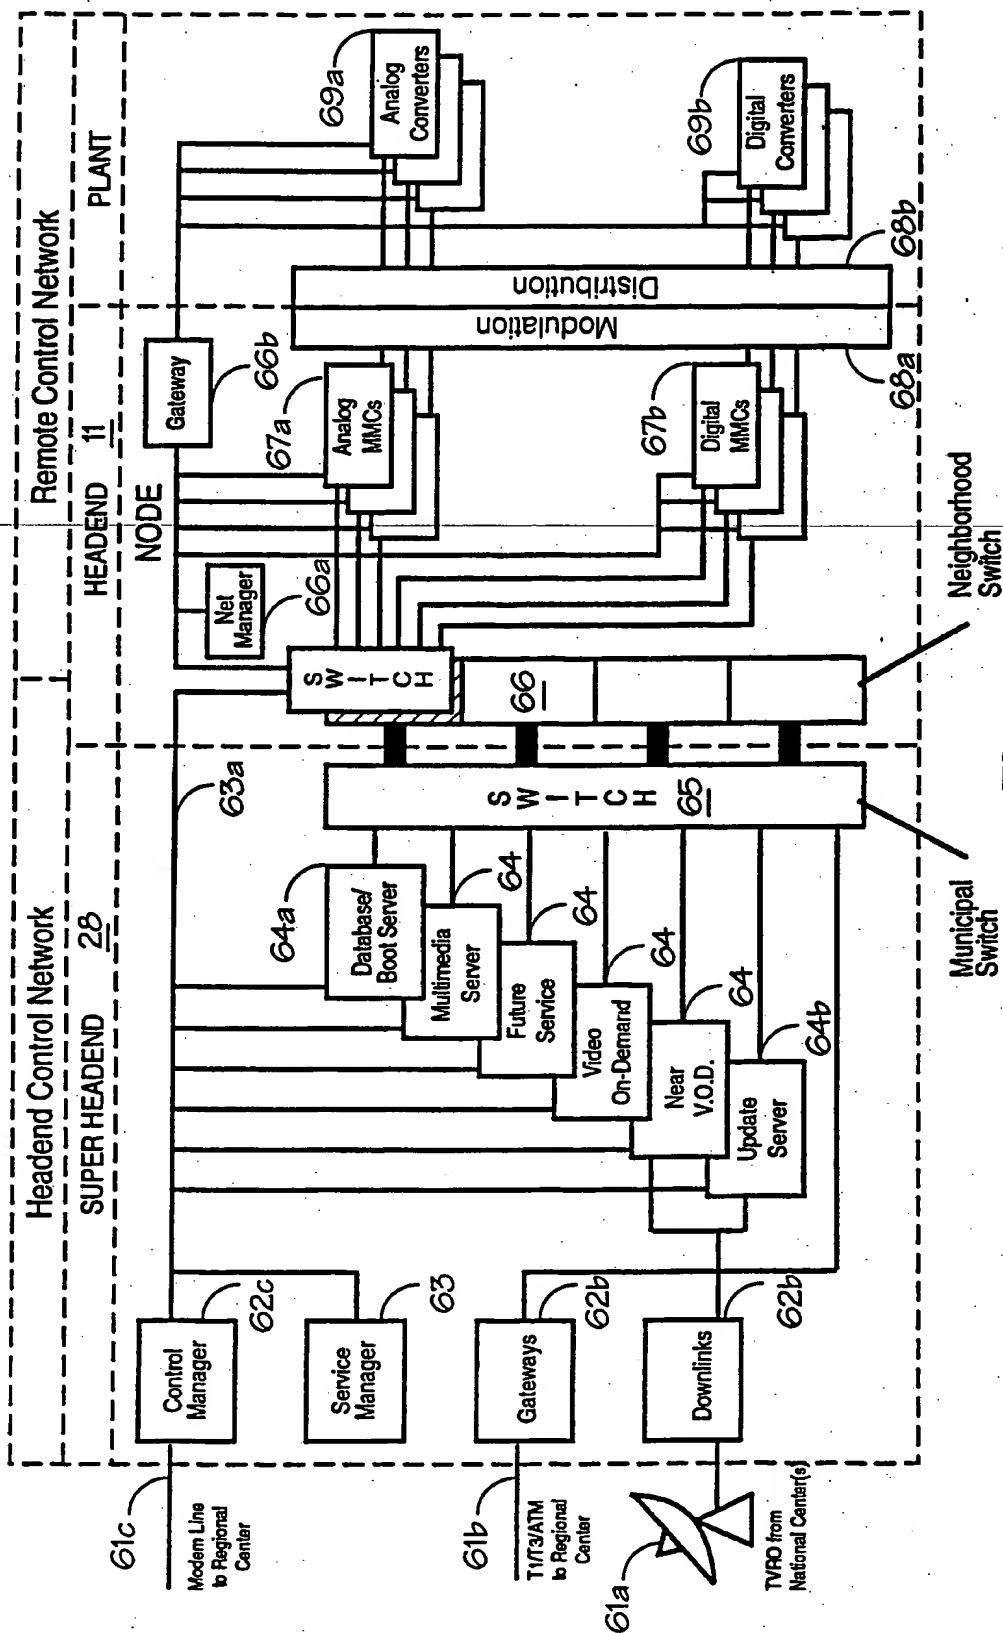 Headend Control Network
Remote Control Network
SUPER HEADEND
28
HEADEND
11
PLANT
NODE
61c
Modem Line
to Regional
Center
Control
Manager
62c
63a
Service
Manager
63
61b
T1/T3/ATM
to Regional
Center
Gateways
62b
61a
TVRO from
National Center(s)
Downlinks
62b
64a
Database/
Boot Server
Multimedia
Server
64
Future
Service
64
Video
On-Demand
64
Near
V.O.D.
64
Update
Server
64b
SWITCH
65
Municipal
Switch
SWITCH
66
Neighborhood
Switch
Net
Manager
66a
Gateway
66b
67a
Analog
MMCs
67b
Digital
MMCs
Modulation
68a
Distribution
68b
69a
Analog
Converters
69b
Digital
Converters